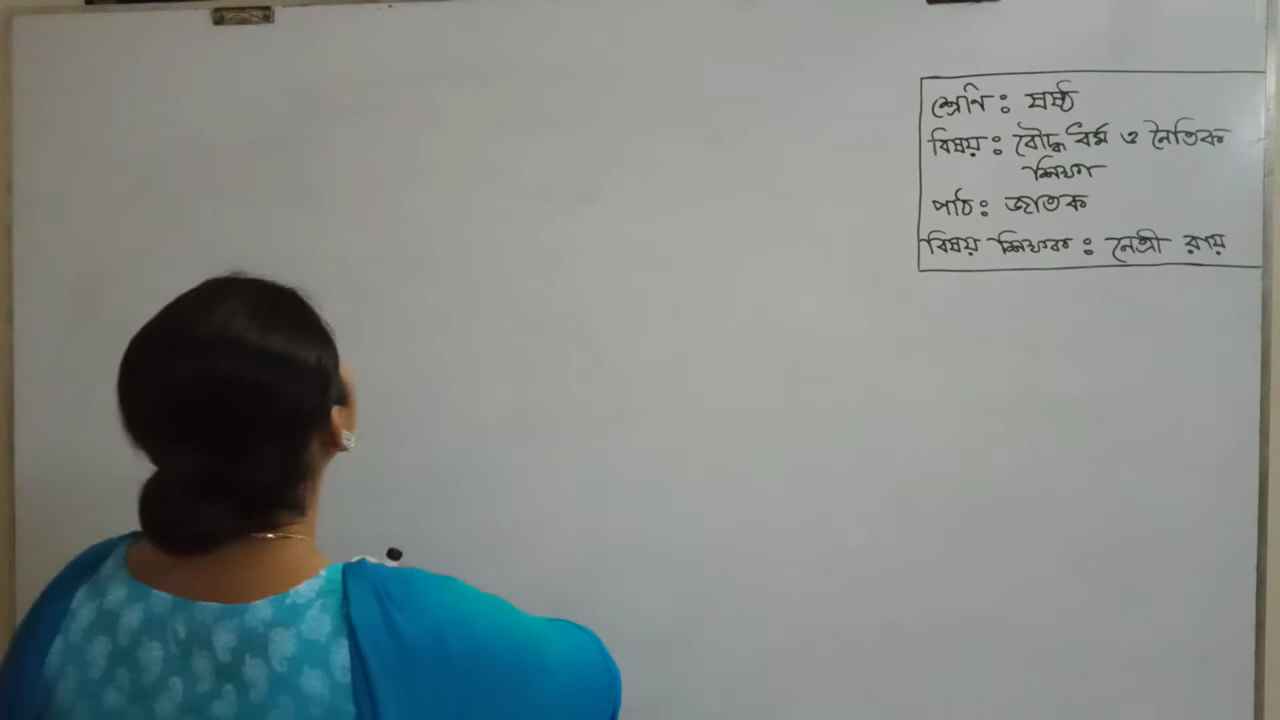 শ্রেনি : ষষ্ঠ
বিষয় : বৌদ্ধ ধর্ম ও নৈতিক
শিক্ষা
পাঠ : জাতক
বিষয় শিক্ষক : নেত্রী রায়